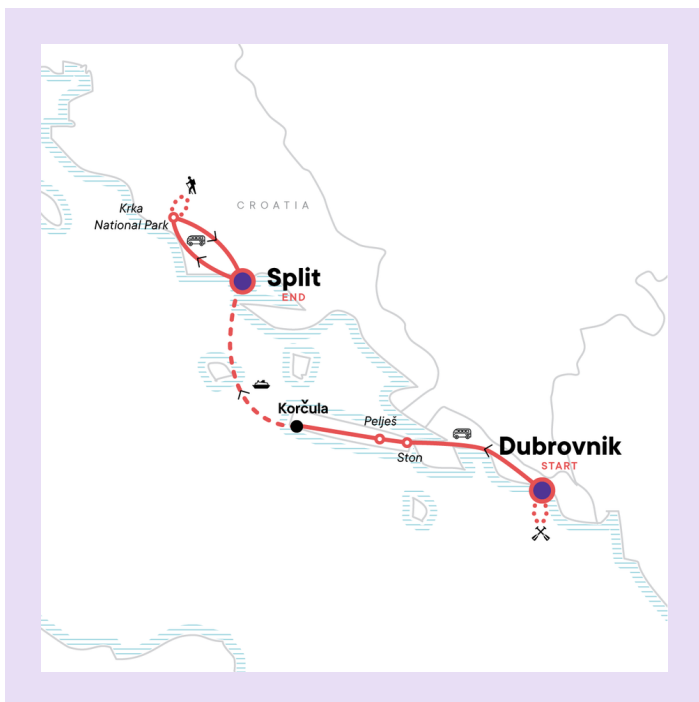 Krka
National Park
CROATIA
Split
END
Korčula
Pelješ
Ston
Dubrovnik
START